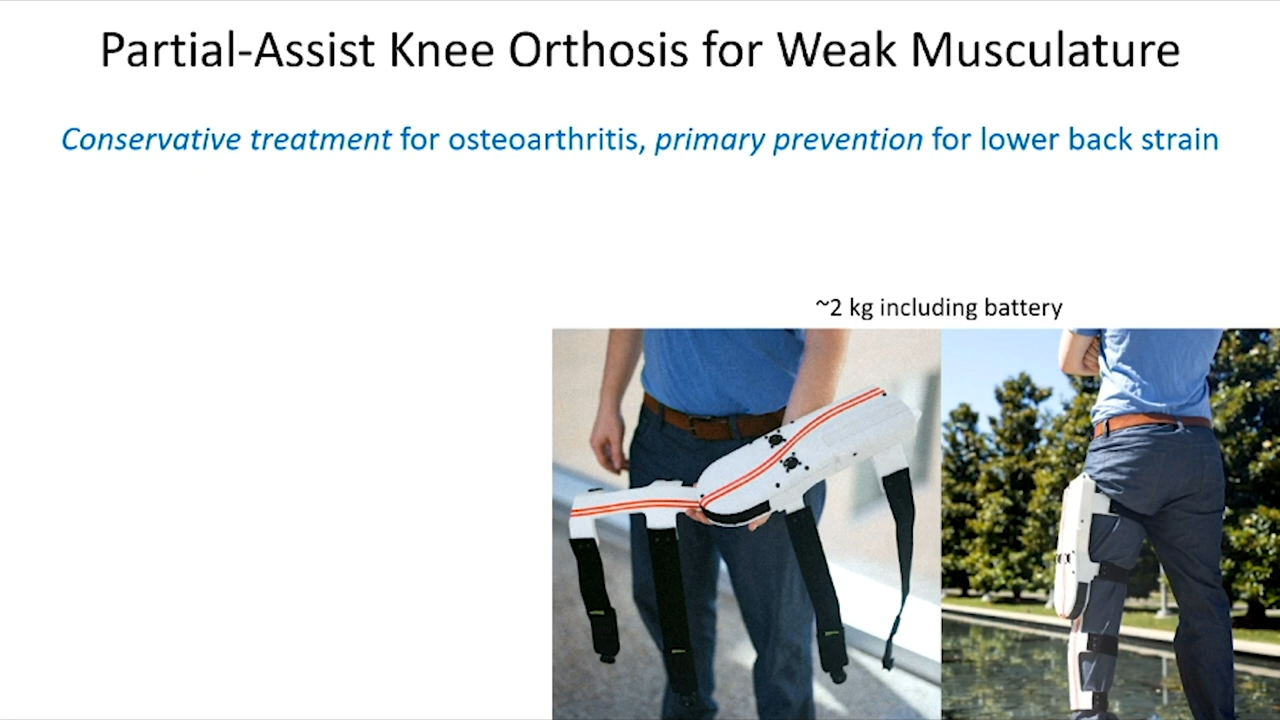 Partial-Assist Knee Orthosis for Weak Musculature
Conservative treatment for osteoarthritis, primary prevention for lower back strain
~2 kg including battery